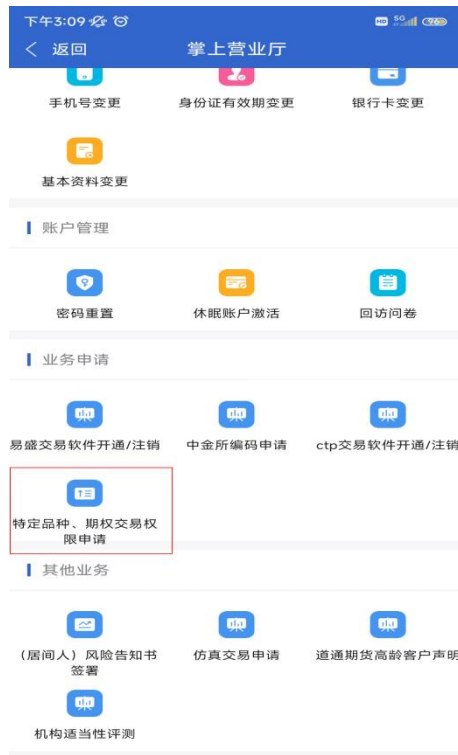 下午3:09
HD 5G 96
返回 掌上营业厅
手机号变更 身份证有效期变更 银行卡变更
基本资料变更
账户管理
密码重置 休眠账户激活 回访问卷
业务申请
易盛交易软件开通/注销 中金所编码申请 ctp交易软件开通/注销
特定品种、期权交易权
限申请
其他业务
(居间人)风险告知书 仿真交易申请 道通期货高龄客户声明
签署
机构适当性评测